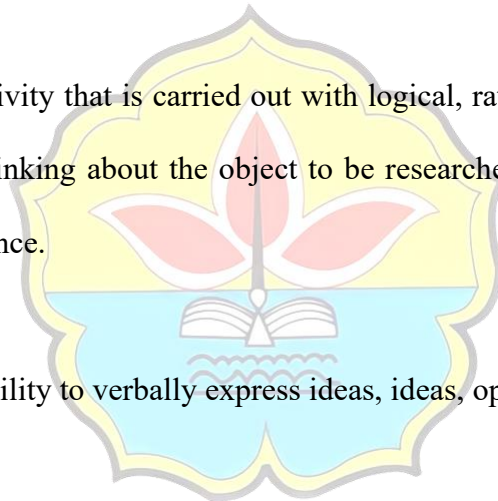 ivity that is carried out with logical, ra
inking about the object to be researche
nce.
ility to verbally express ideas, ideas, op